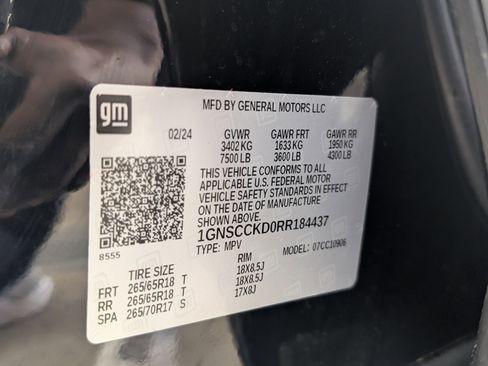 gm
MFD BY GENERAL MOTORS LLC
02/24 GVWR GAWR FRT GAWR RR
3402 KG 1633 KG 1950 KG
7500 LB 3600 LB 4300 LB
THIS VEHICLE CONFORMS TO ALL
APPLICABLE U.S. FEDERAL MOTOR
VEHICLE SAFETY STANDARDS IN EFFECT
ON THE DATE OF MANUFACTURE
SHOWN ABOVE.
8555
1GNSCCKD0RR184437
TYPE: MPV MODEL: 07CC10906
TIRE SIZE RIM
FRT 265/65R18 T 18X8.5J
RR 265/65R18 T 18X8.5J
SPA 265/70R17 S 17X8J